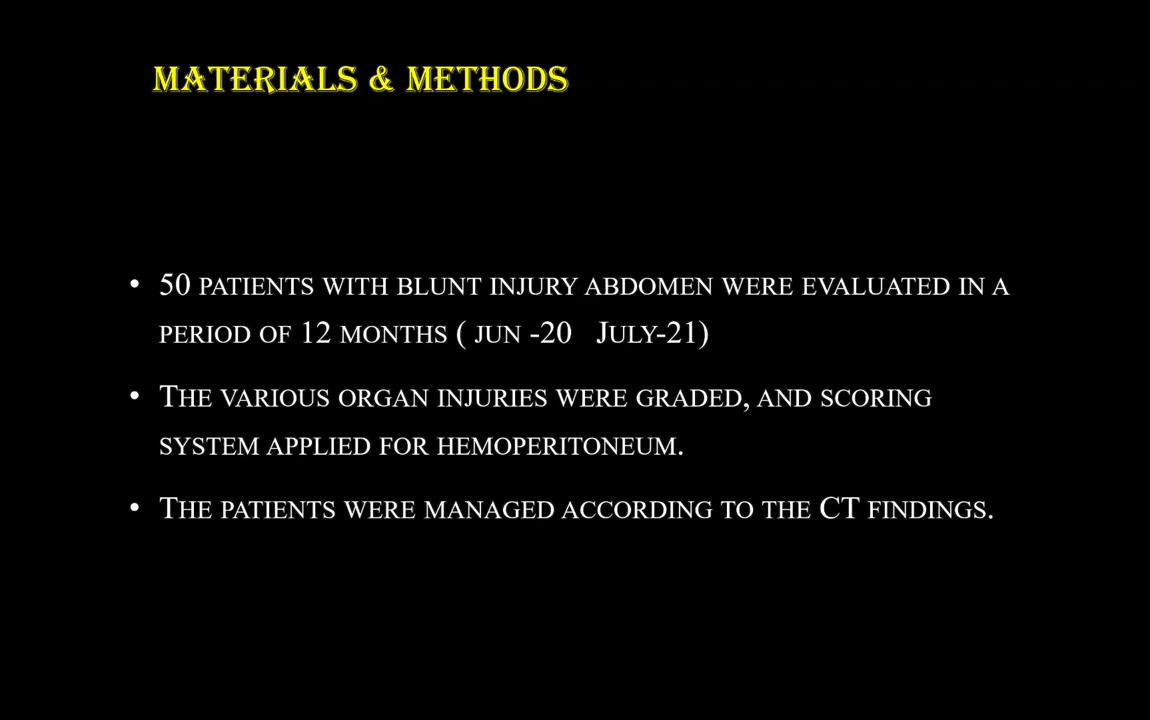 MATERIALS & METHODS
• 50 PATIENTS WITH BLUNT INJURY ABDOMEN WERE EVALUATED IN A
PERIOD OF 12 MONTHS ( JUN -20 JULY-21)
• THE VARIOUS ORGAN INJURIES WERE GRADED, AND SCORING
SYSTEM APPLIED FOR HEMOPERITONEUM.
• THE PATIENTS WERE MANAGED ACCORDING TO THE CT FINDINGS.